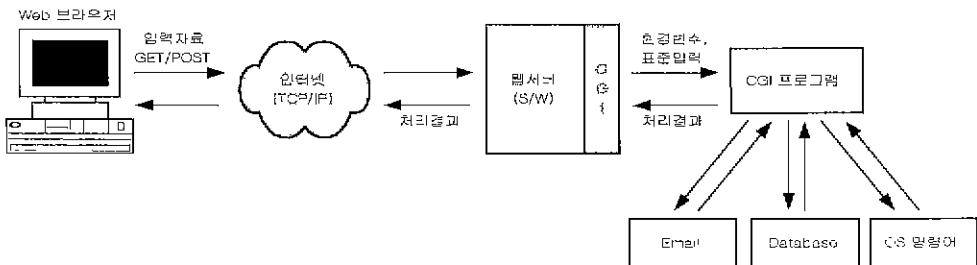 Web 브라우저
입력자료
GET/POST
인터넷
(TCP/IP)
처리결과
웹서버
(S/W)
CGI
환경변수,
표준입력
처리결과
CGI 프로그램
Email
Database
OS 명령어